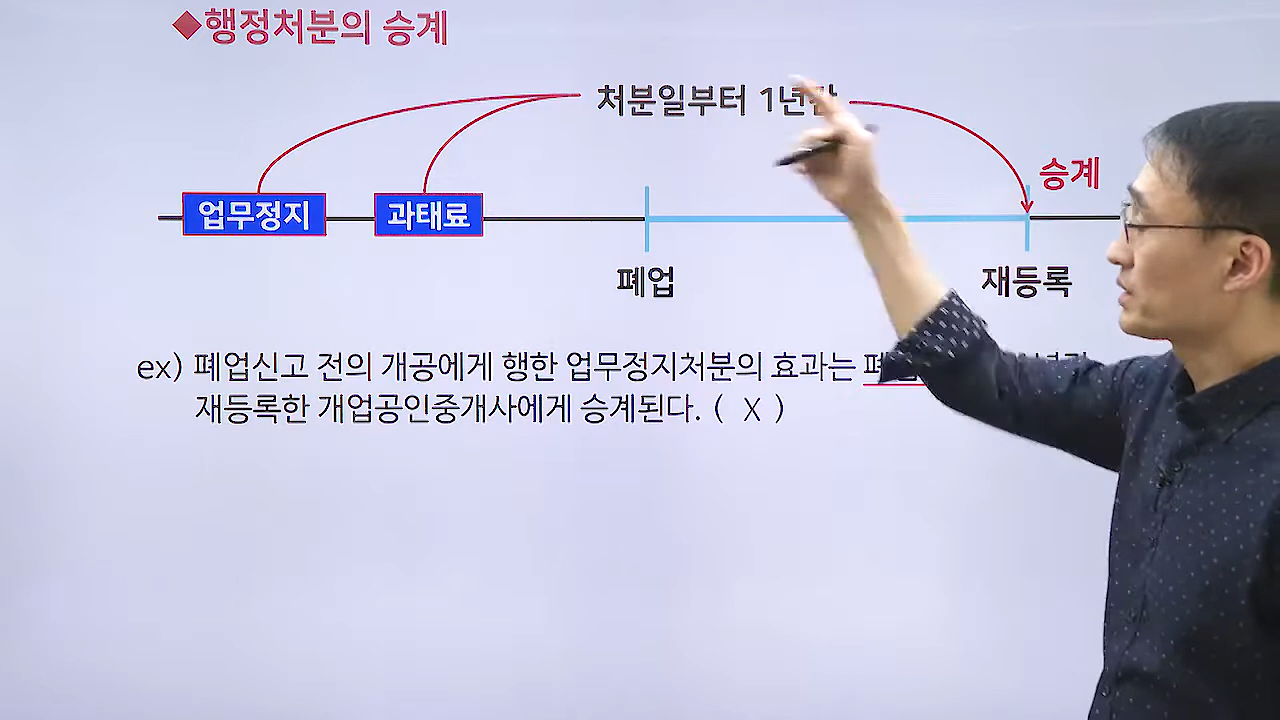 ◆행정처분의 승계
처분일부터 1년간
승계
업무정지
과태료
폐업
재등록
ex) 폐업신고 전의 개공에게 행한 업무정지처분의 효과는
재등록한 개업공인중개사에게 승계된다. ( X )